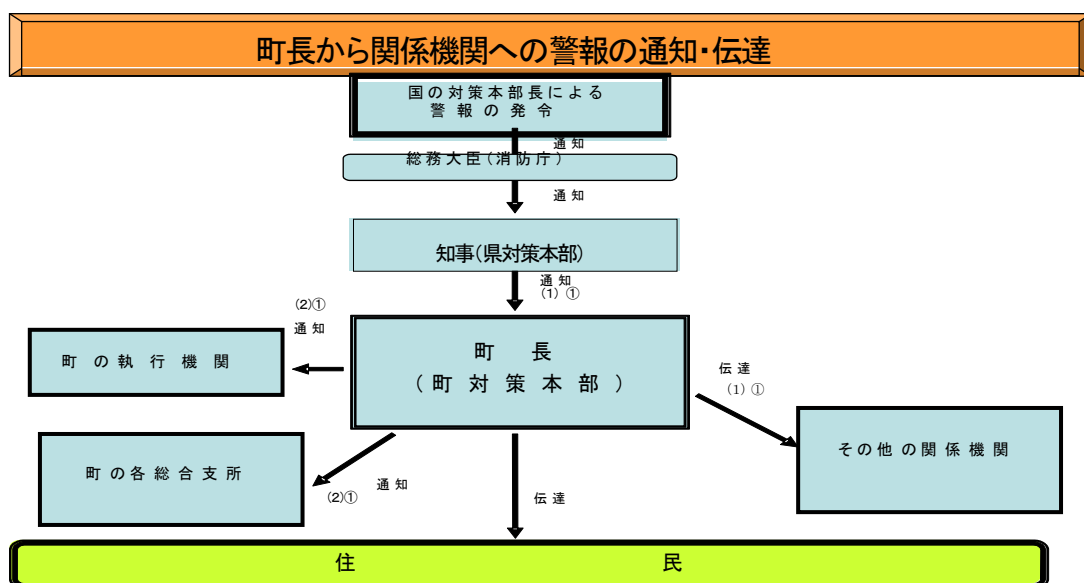 町長から関係機関への警報の通知・伝達
国の対策本部長による
警報の発令
通知
総務大臣(消防庁)
通知
知事(県対策本部)
通知
(1)①
(2)①
通知
町の執行機関
町長
(町対策本部)
伝達
(1)①
その他の関係機関
町の各総合支所
通知
(2)①
伝達
住民